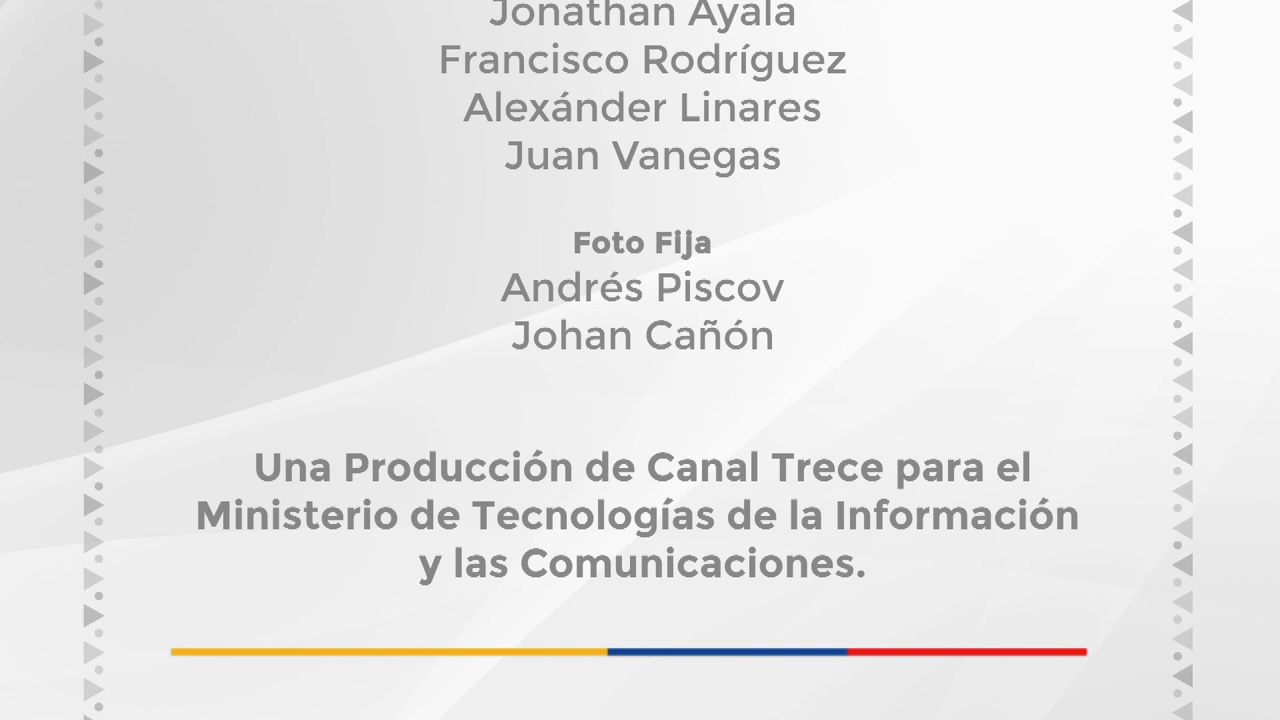 Jonathan Ayala
Francisco Rodríguez
Alexánder Linares
Juan Vanegas
Foto Fija
Andrés Piscov
Johan Cañón
Una Producción de Canal Trece para el
Ministerio de Tecnologías de la Información
y las Comunicaciones.